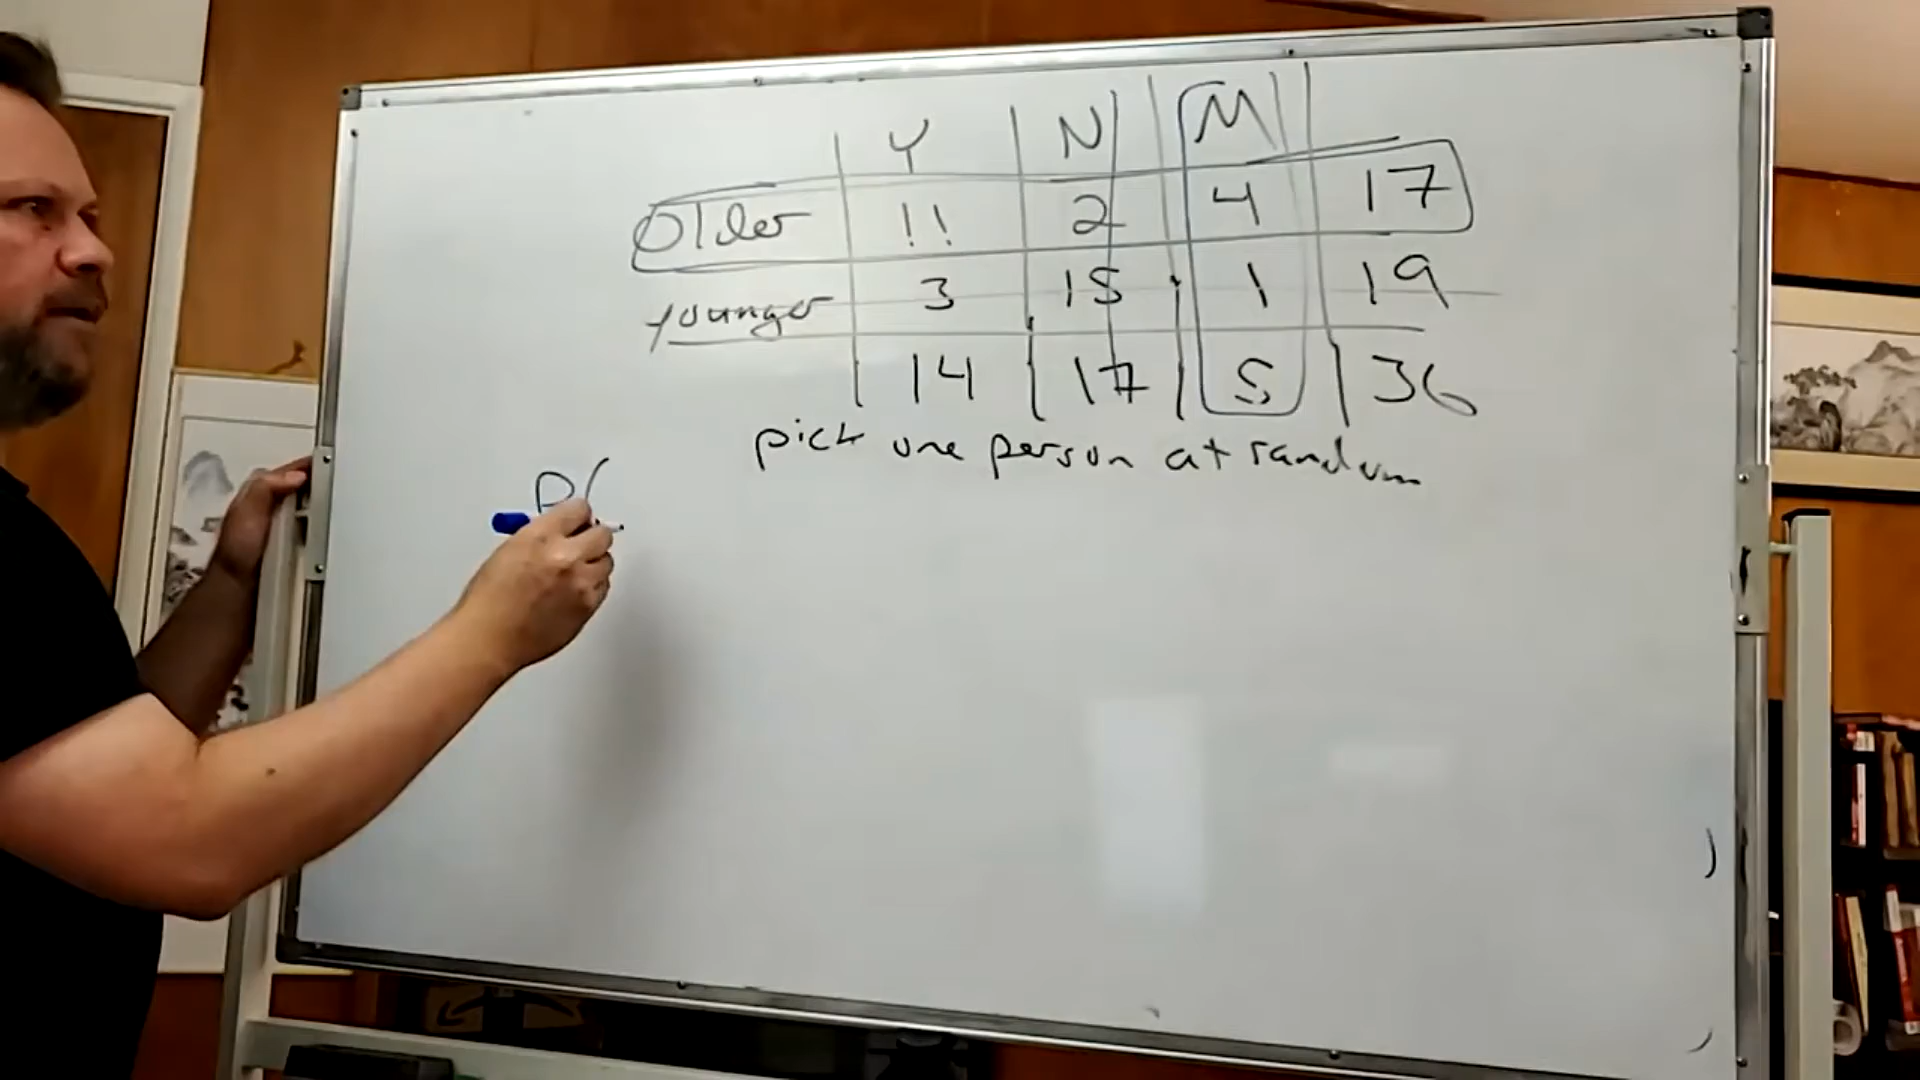 Y N M
Older 11 2 4 17
younger 3 15 1 19
14 17 5 36
pick one person at random
P(